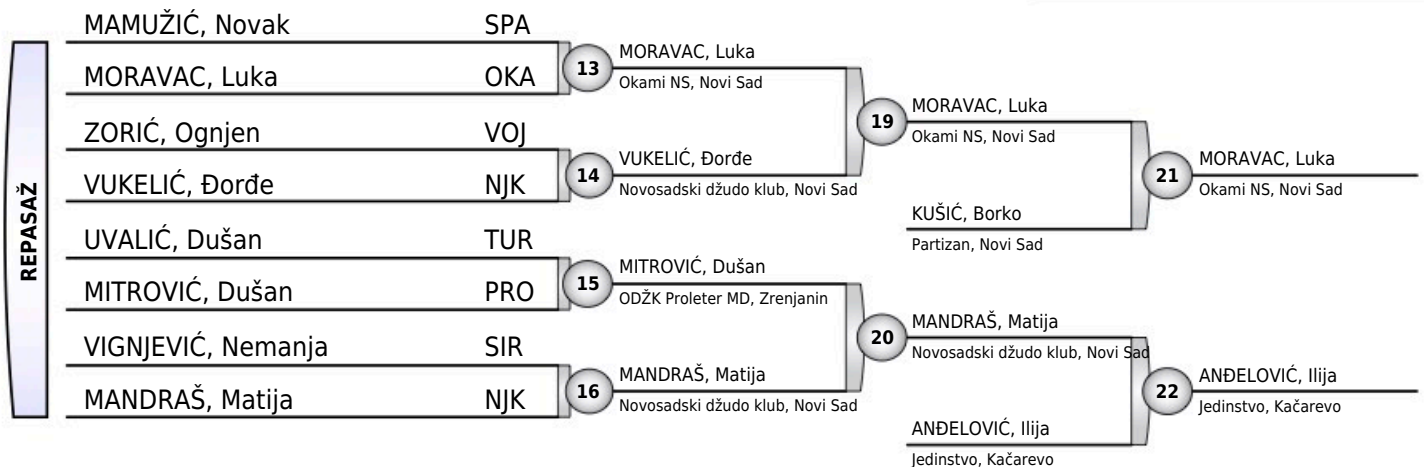 REPASAŽ
MAMUŽIĆ, Novak SPA
MORAVAC, Luka OKA
ZORIĆ, Ognjen VOJ
VUKELIĆ, Đorđe NJK
UVALIĆ, Dušan TUR
MITROVIĆ, Dušan PRO
VIGNJEVIĆ, Nemanja SIR
MANDRAŠ, Matija NJK
13
MORAVAC, Luka
Okami NS, Novi Sad
14
VUKELIĆ, Đorđe
Novosadski džudo klub, Novi Sad
15
MITROVIĆ, Dušan
ODŽK Proleter MD, Zrenjanin
16
MANDRAŠ, Matija
Novosadski džudo klub, Novi Sad
19
MORAVAC, Luka
Okami NS, Novi Sad
KUŠIĆ, Borko
Partizan, Novi Sad
20
MANDRAŠ, Matija
Novosadski džudo klub, Novi Sad
ANĐELOVIĆ, Ilija
Jedinstvo, Kačarevo
21
MORAVAC, Luka
Okami NS, Novi Sad
22
ANĐELOVIĆ, Ilija
Jedinstvo, Kačarevo